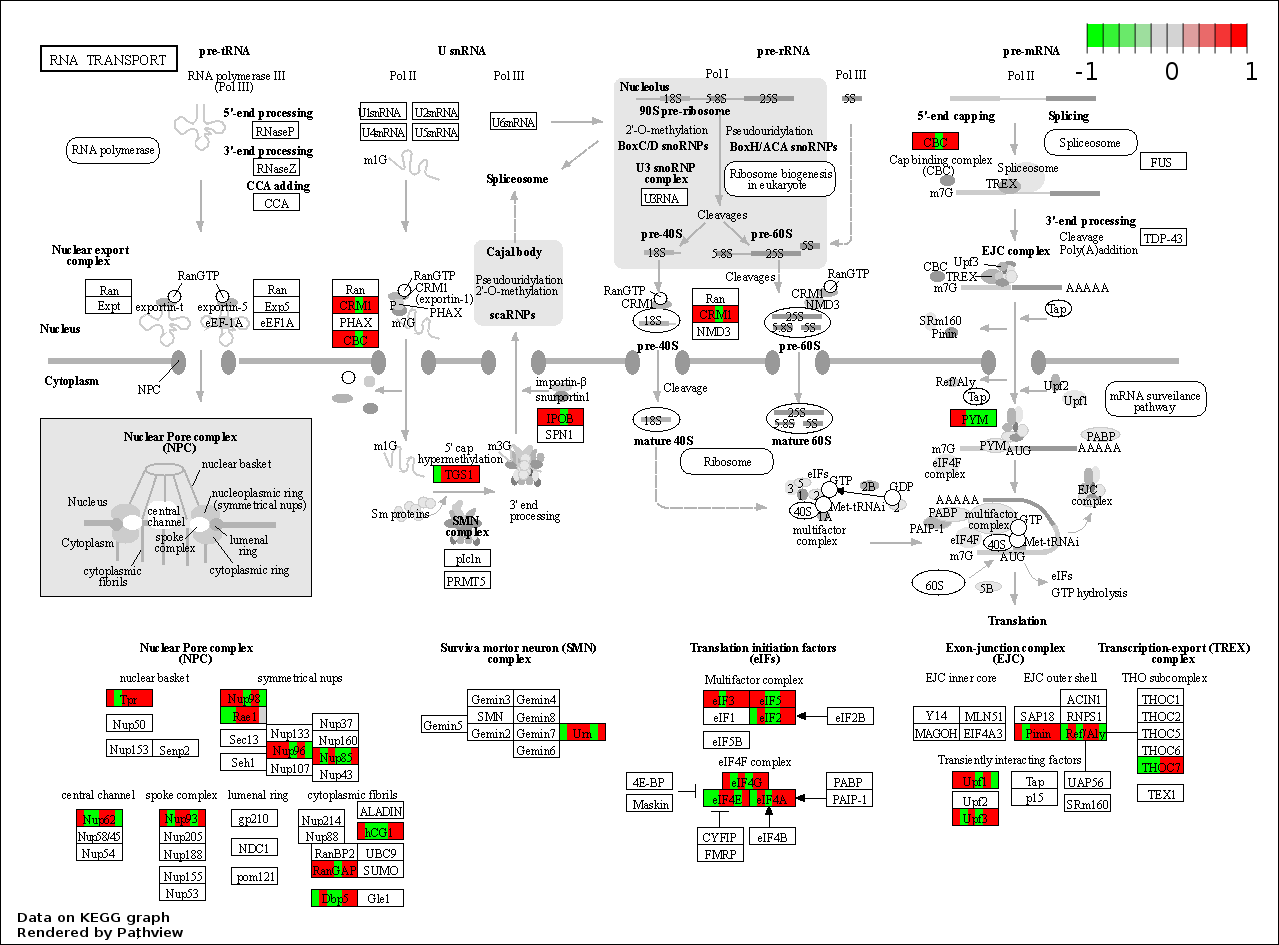 RNA TRANSPORT
pre-tRNA
RNA polymerase III
(Pol III)
5'-end processing
RNaseP
3'-end processing
RNaseZ
CCA adding
CCA
RNA polymerase
Nuclear export
complex
Ran
Expt
RanGTP
exportin-t
exportin-5
eEF-1A
Ran
Exp5
eEF1A
Nucleus
Cytoplasm
NPC
U snRNA
Pol II
Pol III
U1snRNA
U2snRNA
U4snRNA
U5snRNA
U6snRNA
m1G
Spliceosome
Cajal body
Pseudouridylation
2'-O-methylation
scaRNPs
Ran
CRM1
PHAX
CBC
RanGTP
CRM1
(exportin-1)
P
PHAX
m7G
importin-β
snurportin1
IPOB
SPN1
m1G
5' cap
hypermethylation
TGS1
m3G
Sm proteins
3' end
processing
SMN
complex
pIcln
PRMT5
pre-rRNA
Pol I
Pol III
Nucleolus
18S
5.8S
25S
5S
90S pre-ribosome
2'-O-methylation
Pseudouridylation
BoxC/D snoRNPs
BoxH/ACA snoRNPs
U3 snoRNP
complex
U3RNA
Ribosome biogenesis
in eukaryote
Cleavages
pre-40S
pre-60S
18S
5.8S
25S
5S
Cleavages
RanGTP
CRM1
18S
Ran
CRM1
NMD3
RanGTP
CRM1
NMD3
25S
5.8S
5S
pre-40S
pre-60S
Cleavage
18S
25S
5.8S
5S
mature 40S
mature 60S
Ribosome
eIFs
3
5
1
2
GTP
2B
GDP
40S
1A
Met-tRNAi
multifactor
complex
pre-mRNA
Pol II
5'-end capping
Splicing
CBC
Spliceosome
Cap binding complex
(CBC)
Spliceosome
TREX
m7G
FUS
3'-end processing
Cleavage
Poly(A)addition
TDP-43
EJC complex
CBC
Upf3
TREX
m7G
AAAAA
Tap
SRm160
Pinin
Ref/Aly
Tap
Upf2
Upf1
mRNA surveilance
pathway
PYM
m7G
PYM
AUG
PABP
AAAAA
eIF4F
complex
EJC
complex
AAAAA
PABP
PAIP-1
multifactor
complex
GTP
eIF4F
40S
Met-tRNAi
m7G
AUG
60S
5B
eIFs
GTP hydrolysis
Translation
-1
0
1
Nuclear Pore complex
(NPC)
nuclear basket
Nucleus
nucleoplasmic ring
(symmetrical nups)
central
channel
spoke
complex
Cytoplasm
lumenal
ring
cytoplasmic
fibrils
cytoplasmic ring
Nuclear Pore complex
(NPC)
nuclear basket
symmetrical nups
Tpr
Nup50
Nup153
Senp2
Nup98
Rae1
Sec13
Seh1
Nup133
Nup96
Nup107
Nup37
Nup160
Nup85
Nup43
central channel
spoke complex
lumenal ring
cytoplasmic fibrils
Nup62
Nup58/45
Nup54
Nup93
Nup205
Nup188
Nup155
Nup53
gp210
NDC1
pom121
Nup214
Nup88
ALADIN
hCG1
RanBP2
UBC9
RanGAP
SUMO
Dbp5
Gle1
Surviva mortor neuron (SMN)
complex
Gemin5
Gemin3
Gemin4
SMN
Gemin8
Gemin2
Gemin7
Gemin6
Unr
Translation initiation factors
(eIFs)
Multifactor complex
eIF3
eIF5
eIF1
eIF2
eIF2B
eIF5B
eIF4F complex
4E-BP
Maskin
eIF4G
eIF4E
eIF4A
PABP
PAIP-1
CYFIP
FMRP
eIF4B
Exon-junction complex
(EJC)
EJC inner core
EJC outer shell
Y14
MLN51
MAGOH
EIF4A3
ACIN1
SAP18
RNPS1
Pnin
Ref/Aly
Transiently interacting factors
Upf1
Upf2
Upf3
Tap
p15
UAP56
SRm160
Transcription-export (TREX)
complex
THO subcomplex
THOC1
THOC2
THOC5
THOC6
THOC7
TEX1
Data on KEGG graph
Rendered by Pathview